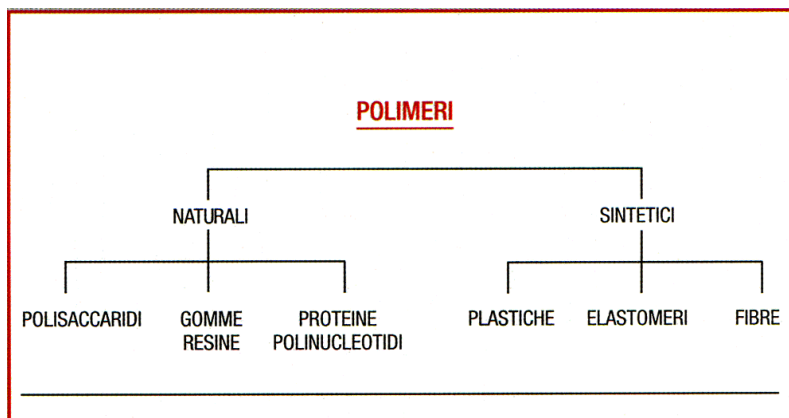 POLIMERI
NATURALI
SINTETICI
POLISACCARIDI
GOMME
RESINE
PROTEINE
POLINUCLEOTIDI
PLASTICHE
ELASTOMERI
FIBRE